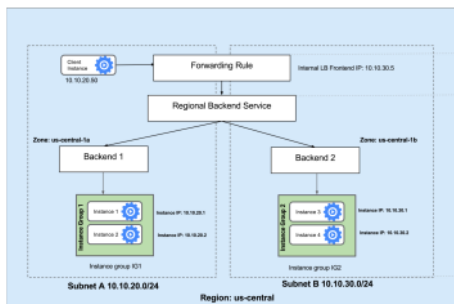 Client
Instance
10.10.20.50
Forwarding Rule
Internal LB Frontend IP: 10.10.30.5
Regional Backend Service
Zone: us-central-1a
Zone: us-central-1b
Backend 1
Backend 2
Instance Group 1
Instance 1
Instance IP: 10.10.20.1
Instance 2
Instance IP: 10.10.20.2
Instance Group 2
Instance 3
Instance IP: 10.10.30.1
Instance 4
Instance IP: 10.10.30.2
Instance group IG1
Instance group IG2
Subnet A 10.10.20.0/24
Subnet B 10.10.30.0/24
Region: us-central